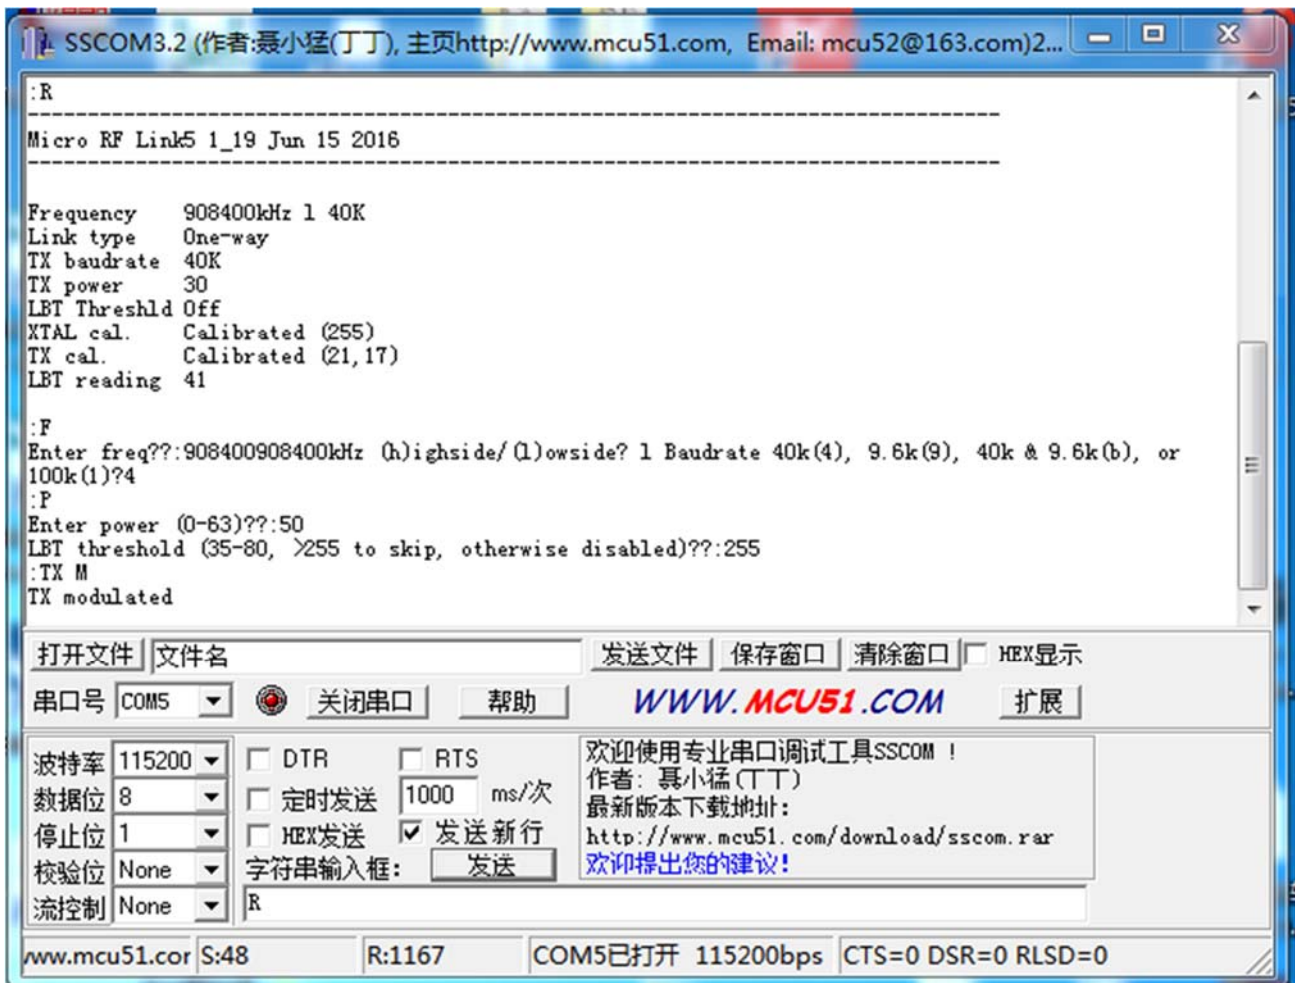 SSCOM3.2 (作者:聂小猛(丁丁), 主页http://www.mcu51.com, Email: mcu52@163.com)2...
:R
--------------------------------------------------------------------------------
Micro RF Link5 1_19 Jun 15 2016
--------------------------------------------------------------------------------
Frequency 908400kHz l 40K
Link type One-way
TX baudrate 40K
TX power 30
LBT Threshld Off
XTAL cal. Calibrated (255)
TX cal. Calibrated (21,17)
LBT reading 41
:F
Enter freq??:908400908400kHz (h)ighside/(l)owside? l Baudrate 40k(4), 9.6k(9), 40k & 9.6k(b), or
100k(1)?4
:P
Enter power (0-63)??:50
LBT threshold (35-80, >255 to skip, otherwise disabled)??:255
:TX M
TX modulated
打开文件 文件名 发送文件 保存窗口 清除窗口 HEX显示
串口号 COM5 关闭串口 帮助 WWW.MCU51.COM 扩展
波特率 115200 DTR RTS
数据位 8 定时发送 1000 ms/次
停止位 1 HEX发送 发送新行
校验位 None 字符串输入框: 发送
流控制 None R
欢迎使用专业串口调试工具SSCOM !
作者: 聂小猛(丁丁)
最新版本下载地址:
http://www.mcu51.com/download/sscom.rar
欢迎提出您的建议!
www.mcu51.cor S:48 R:1167 COM5已打开 115200bps CTS=0 DSR=0 RLSD=0